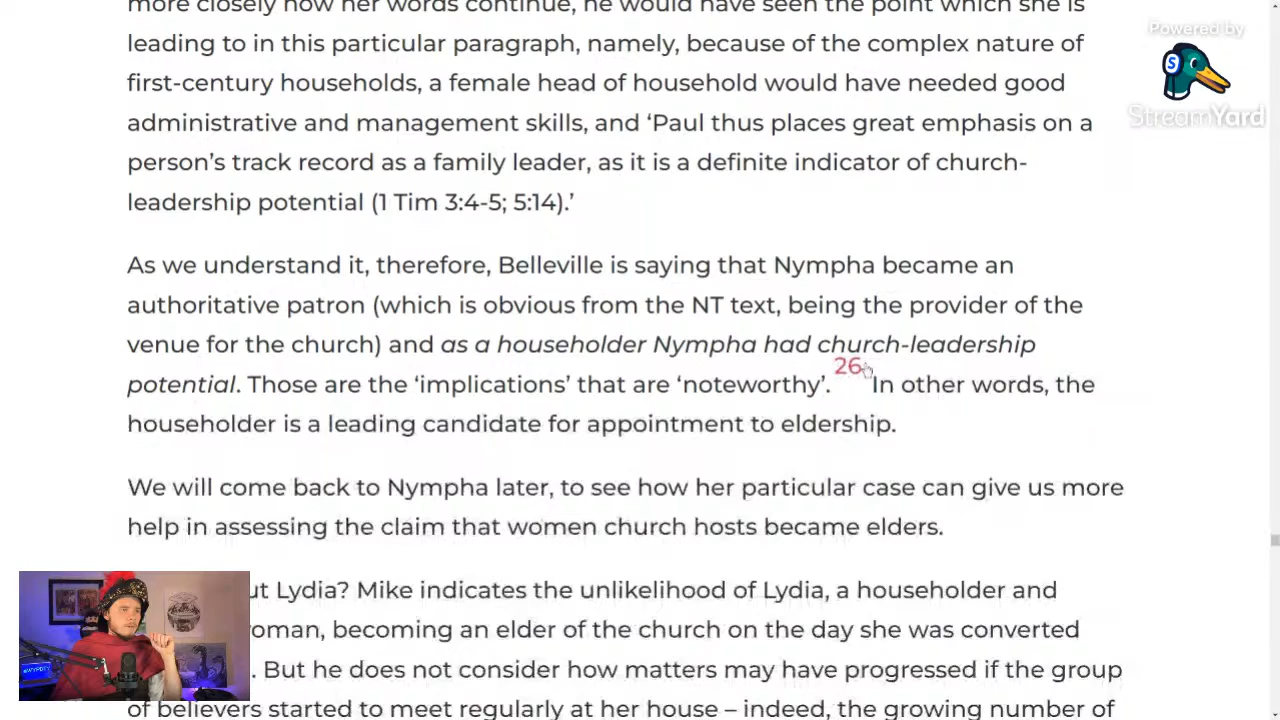 more closely how her words continue, he would have seen the point which she is
leading to in this particular paragraph, namely, because of the complex nature of
first-century households, a female head of household would have needed good
administrative and management skills, and ‘Paul thus places great emphasis on a
person’s track record as a family leader, as it is a definite indicator of church-
leadership potential (1 Tim 3:4-5; 5:14).’
As we understand it, therefore, Belleville is saying that Nympha became an
authoritative patron (which is obvious from the NT text, being the provider of the
venue for the church) and as a householder Nympha had church-leadership
potential. Those are the ‘implications’ that are ‘noteworthy’. 26 In other words, the
householder is a leading candidate for appointment to eldership.
We will come back to Nympha later, to see how her particular case can give us more
help in assessing the claim that women church hosts became elders.
ut Lydia? Mike indicates the unlikelihood of Lydia, a householder and
woman, becoming an elder of the church on the day she was converted
. But he does not consider how matters may have progressed if the group
of believers started to meet regularly at her house – indeed, the growing number of
Powered by
S
StreamYard